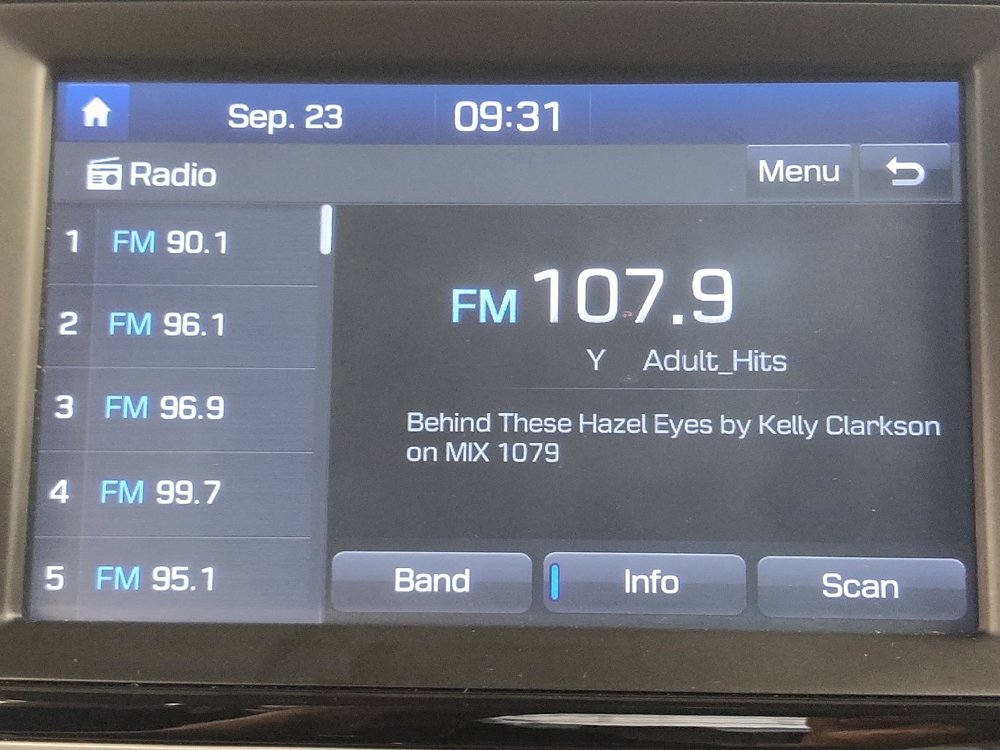 Sep. 23 09:31
Radio Menu
1 FM 90.1
2 FM 96.1
3 FM 96.9
4 FM 99.7
5 FM 95.1
FM 107.9
Y Adult_Hits
Behind These Hazel Eyes by Kelly Clarkson
on MIX 1079
Band Info Scan